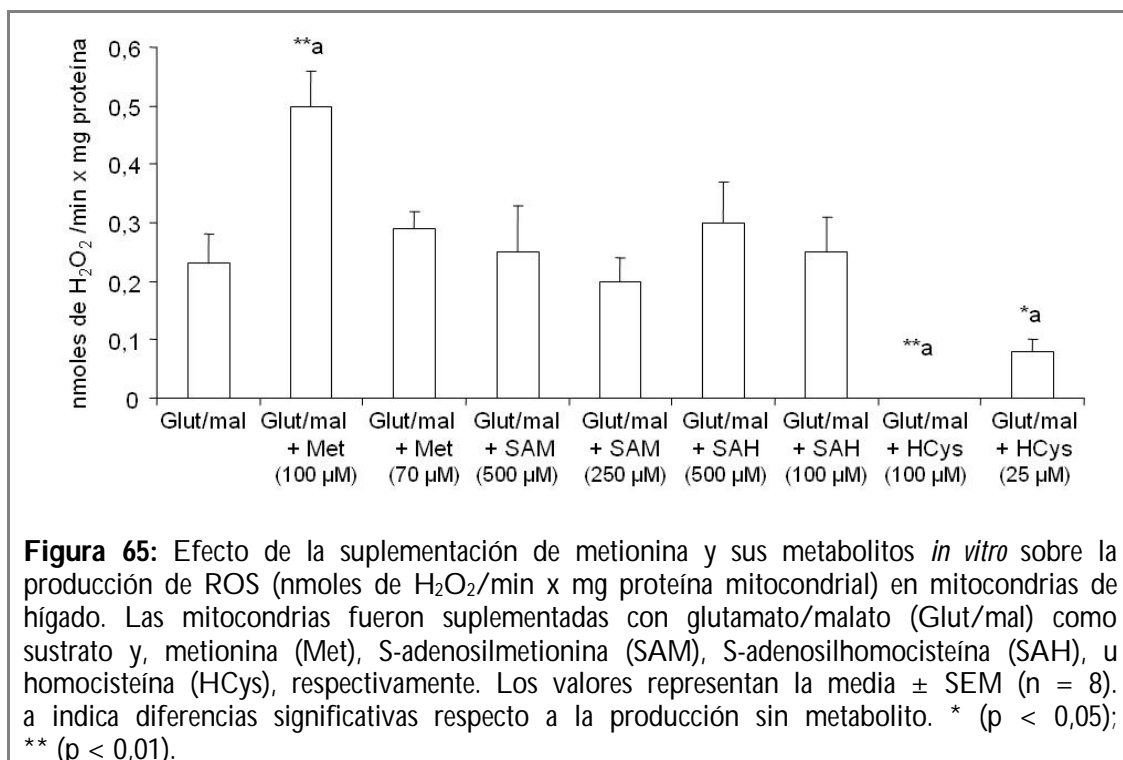 **a
0,6
0,5
0,4
0,3
0,2
0,1
0
nmoles de H₂O₂ /min x mg proteína
**a
*a
Glut/mal Glut/mal Glut/mal Glut/mal Glut/mal Glut/mal Glut/mal Glut/mal Glut/mal
+ Met + Met + SAM + SAM + SAH + SAH + HCys + HCys
(100 µM) (70 µM) (500 µM) (250 µM) (500 µM) (100 µM) (100 µM) (25 µM)
Figura 65: Efecto de la suplementación de metionina y sus metabolitos in vitro sobre la
producción de ROS (nmoles de H₂O₂/min x mg proteína mitocondrial) en mitocondrias de
hígado. Las mitocondrias fueron suplementadas con glutamato/malato (Glut/mal) como
sustrato y, metionina (Met), S-adenosilmetionina (SAM), S-adenosilhomocisteína (SAH), u
homocisteína (HCys), respectivamente. Los valores representan la media ± SEM (n = 8).
a indica diferencias significativas respecto a la producción sin metabolito. * (p < 0,05);
** (p < 0,01).